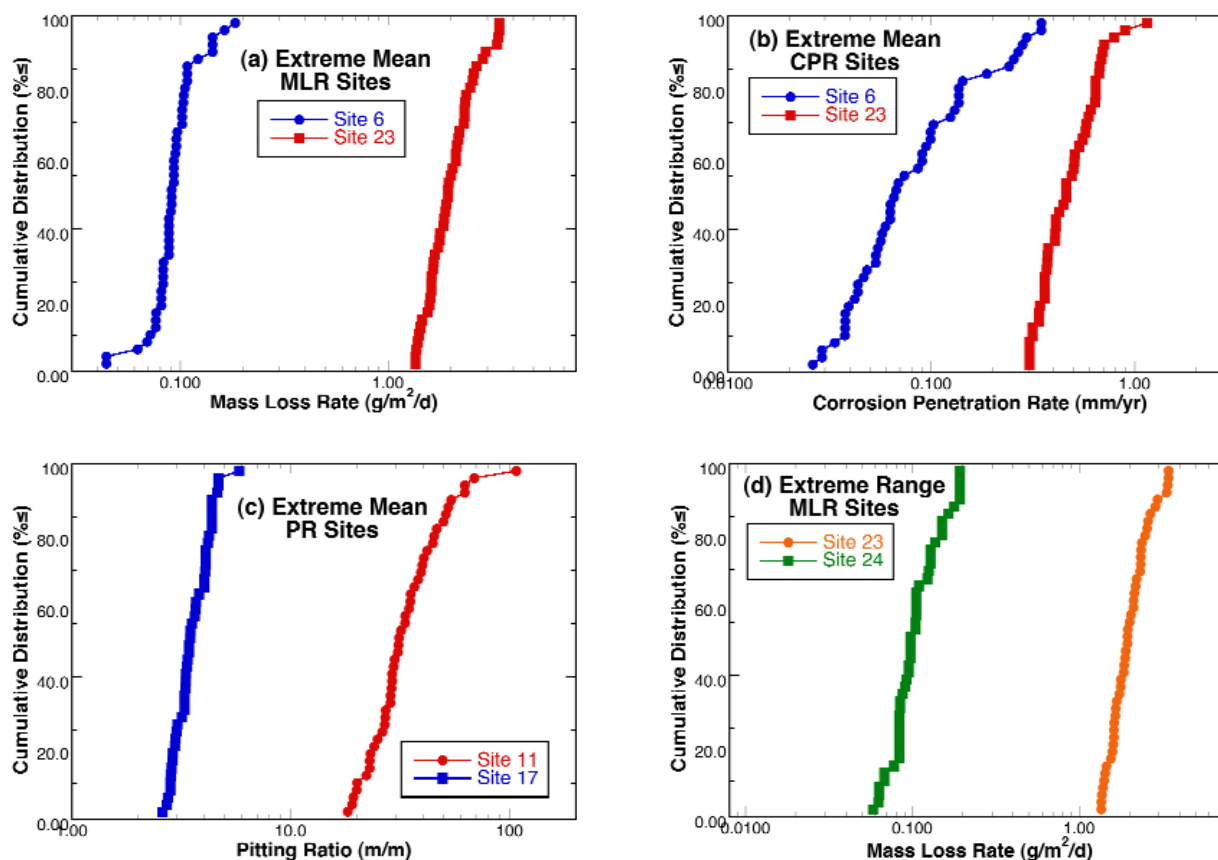 100
80.0
60.0
40.0
20.0
0.00
Cumulative Distribution (%≤)
(a) Extreme Mean
MLR Sites
Site 6
Site 23
0.100
1.00
Mass Loss Rate (g/m²/d)
100
80.0
60.0
40.0
20.0
0.00
Cumulative Distribution (%≤)
(b) Extreme Mean
CPR Sites
Site 6
Site 23
0.0100
0.100
1.00
Corrosion Penetration Rate (mm/yr)
100
80.0
60.0
40.0
20.0
0.00
Cumulative Distribution (%≤)
(c) Extreme Mean
PR Sites
Site 11
Site 17
1.00
10.0
100
Pitting Ratio (m/m)
100
80.0
60.0
40.0
20.0
0.00
Cumulative Distribution (%≤)
(d) Extreme Range
MLR Sites
Site 23
Site 24
0.0100
0.100
1.00
Mass Loss Rate (g/m²/d)